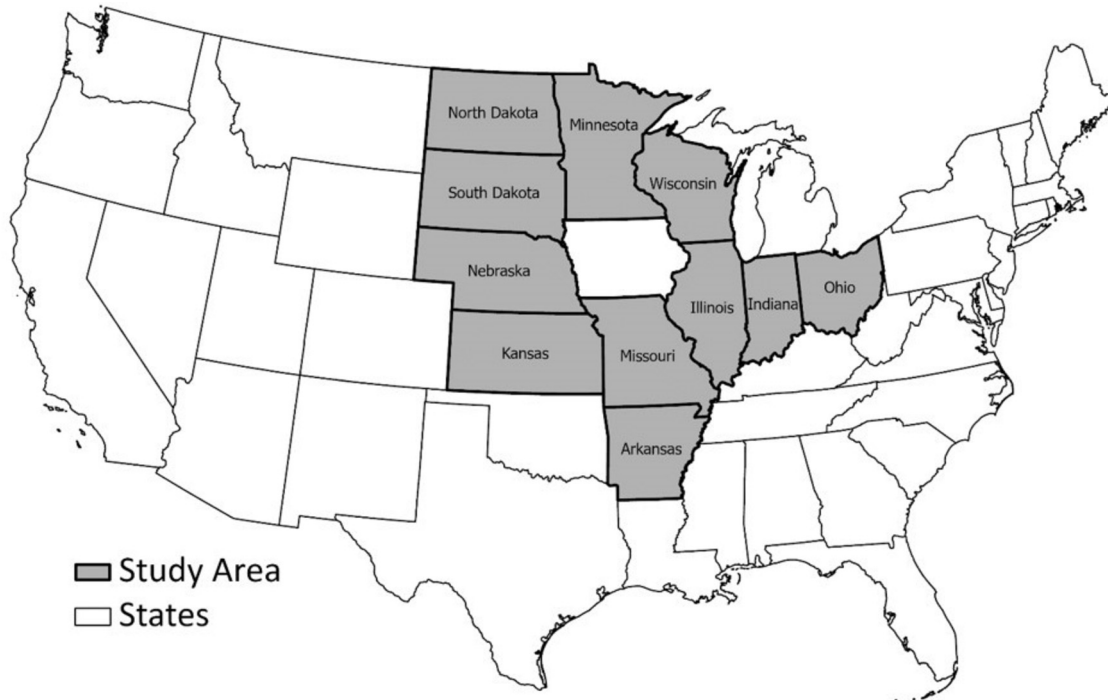 North Dakota
Minnesota
South Dakota
Wisconsin
Nebraska
Illinois
Indiana
Ohio
Kansas
Missouri
Arkansas
Study Area
States